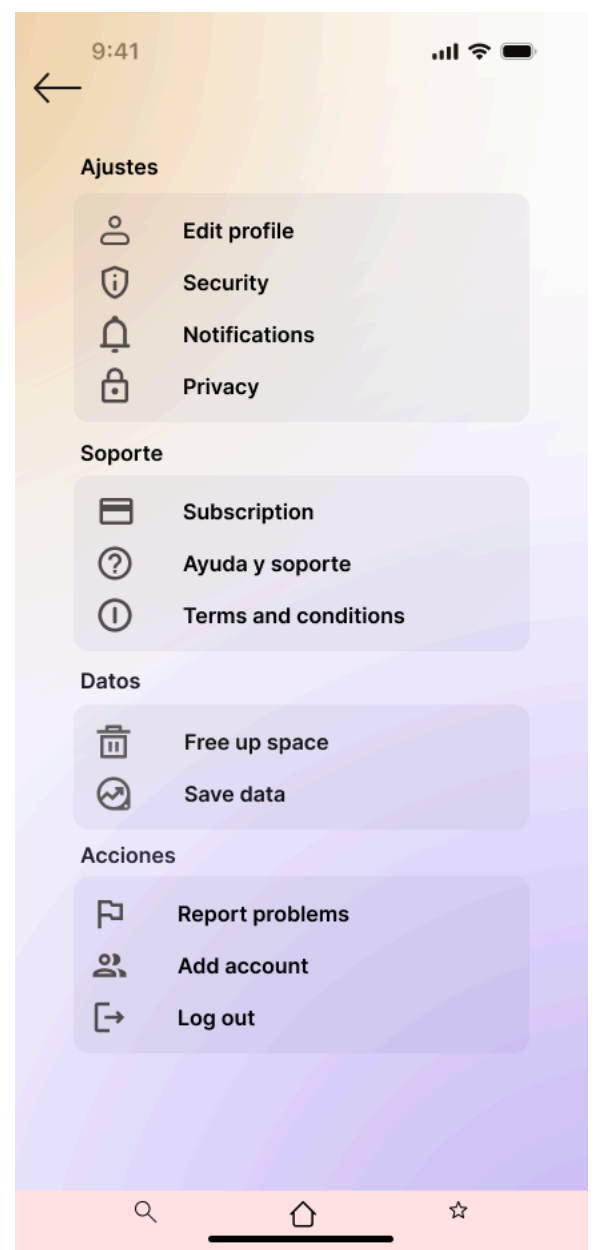 9:41
Ajustes
Edit profile
Security
Notifications
Privacy
Soporte
Subscription
Ayuda y soporte
Terms and conditions
Datos
Free up space
Save data
Acciones
Report problems
Add account
Log out